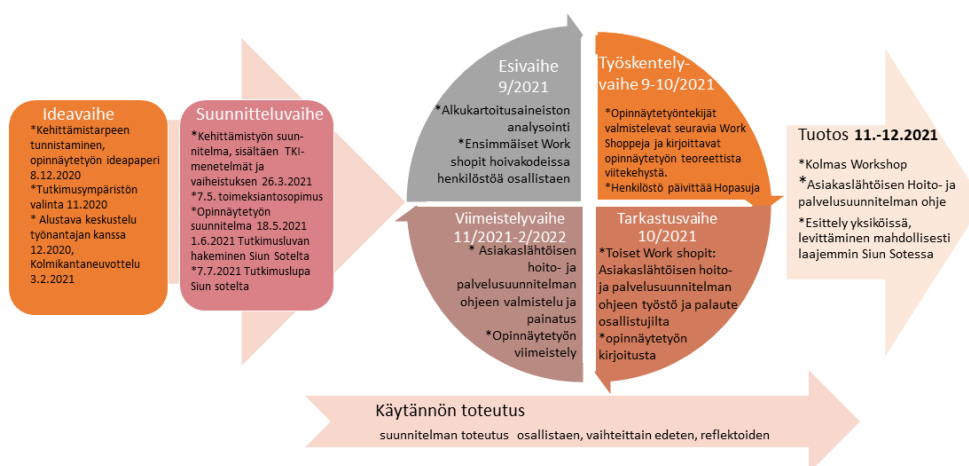 Ideavaihe
*Kehittämistarpeen
tunnistaminen,
opinnäytetyön ideapaperi
8.12.2020
*Tutkimusympäristön
valinta 11.2020
* Alustava keskustelu
työnantajan kanssa
12.2020,
Kolmikantaneuvottelu
3.2.2021
Suunnitteluvaihe
*Kehittämistyön suun-
nitelma, sisältäen TKI-
menetelmät ja
vaiheistuksen 26.3.2021
*7.5. toimeksiantosopimus
*Opinnäytetyön
suunnitelma 18.5.2021
1.6.2021 Tutkimusluvan
hakeminen Siun Sotelta
*7.7.2021 Tutkimuslupa
Siun sotelta
Esivaihe
9/2021
*Alkukartoitusaineiston
analysointi
*Ensimmäiset Work
shopit hoivakodeissa
henkilöstöä osallistaen
Työskentely-
vaihe 9-10/2021
*Opinnäytetyöntekijät
valmistelevat seuravia Work
Shoppeja ja kirjoittavat
opinnäytetyön teoreettista
viitekehystä.
*Henkilöstö päivittää Hopasuja
Viimeistelyvaihe
11/2021-2/2022
* Asiakaslähtöisen
hoito- ja
palvelusuunnitelman
ohjeen valmistelu ja
painatus
*Opinnäytetyön
viimeistely
Tarkastusvaihe
10/2021
*Toiset Work shopit:
Asiakaslähtöisen hoito-
ja palvelusuunnitelman
ohjeen työstö ja palaute
osallistujilta
*opinnäytetyön
kirjoitusta
Tuotos 11.-12.2021
*Kolmas Workshop
*Asiakaslähtöisen Hoito- ja
palvelusuunnitelman ohje
*Esittely yksiköissä,
levittäminen mahdollisesti
laajemmin Siun Sotessa
Käytännön toteutus
suunnitelman toteutus osallistaen, vaihteittain edeten, reflektoiden